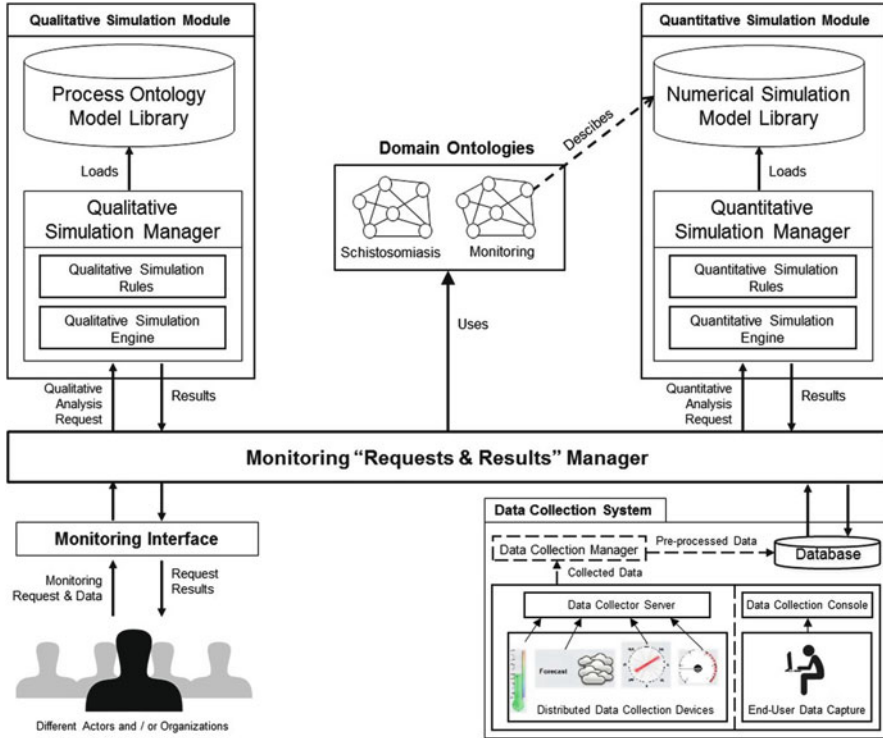 Qualitative Simulation Module
Process Ontology
Model Library
Loads
Qualitative
Simulation Manager
Qualitative Simulation
Rules
Qualitative Simulation
Engine
Qualitative
Analysis
Request
Results
Domain Ontologies
Schistosomiasis
Monitoring
Descibes
Uses
Quantitative Simulation Module
Numerical Simulation
Model Library
Loads
Quantitative
Simulation Manager
Quantitative Simulation
Rules
Quantitative Simulation
Engine
Quantitative
Analysis
Request
Results
Monitoring “Requests & Results” Manager
Monitoring Interface
Monitoring
Request & Data
Request
Results
Different Actors and / or Organizations
Data Collection System
Data Collection Manager
Pre-processed Data
Database
Collected Data
Data Collector Server
Forecast
Distributed Data Collection Devices
Data Collection Console
End-User Data Capture